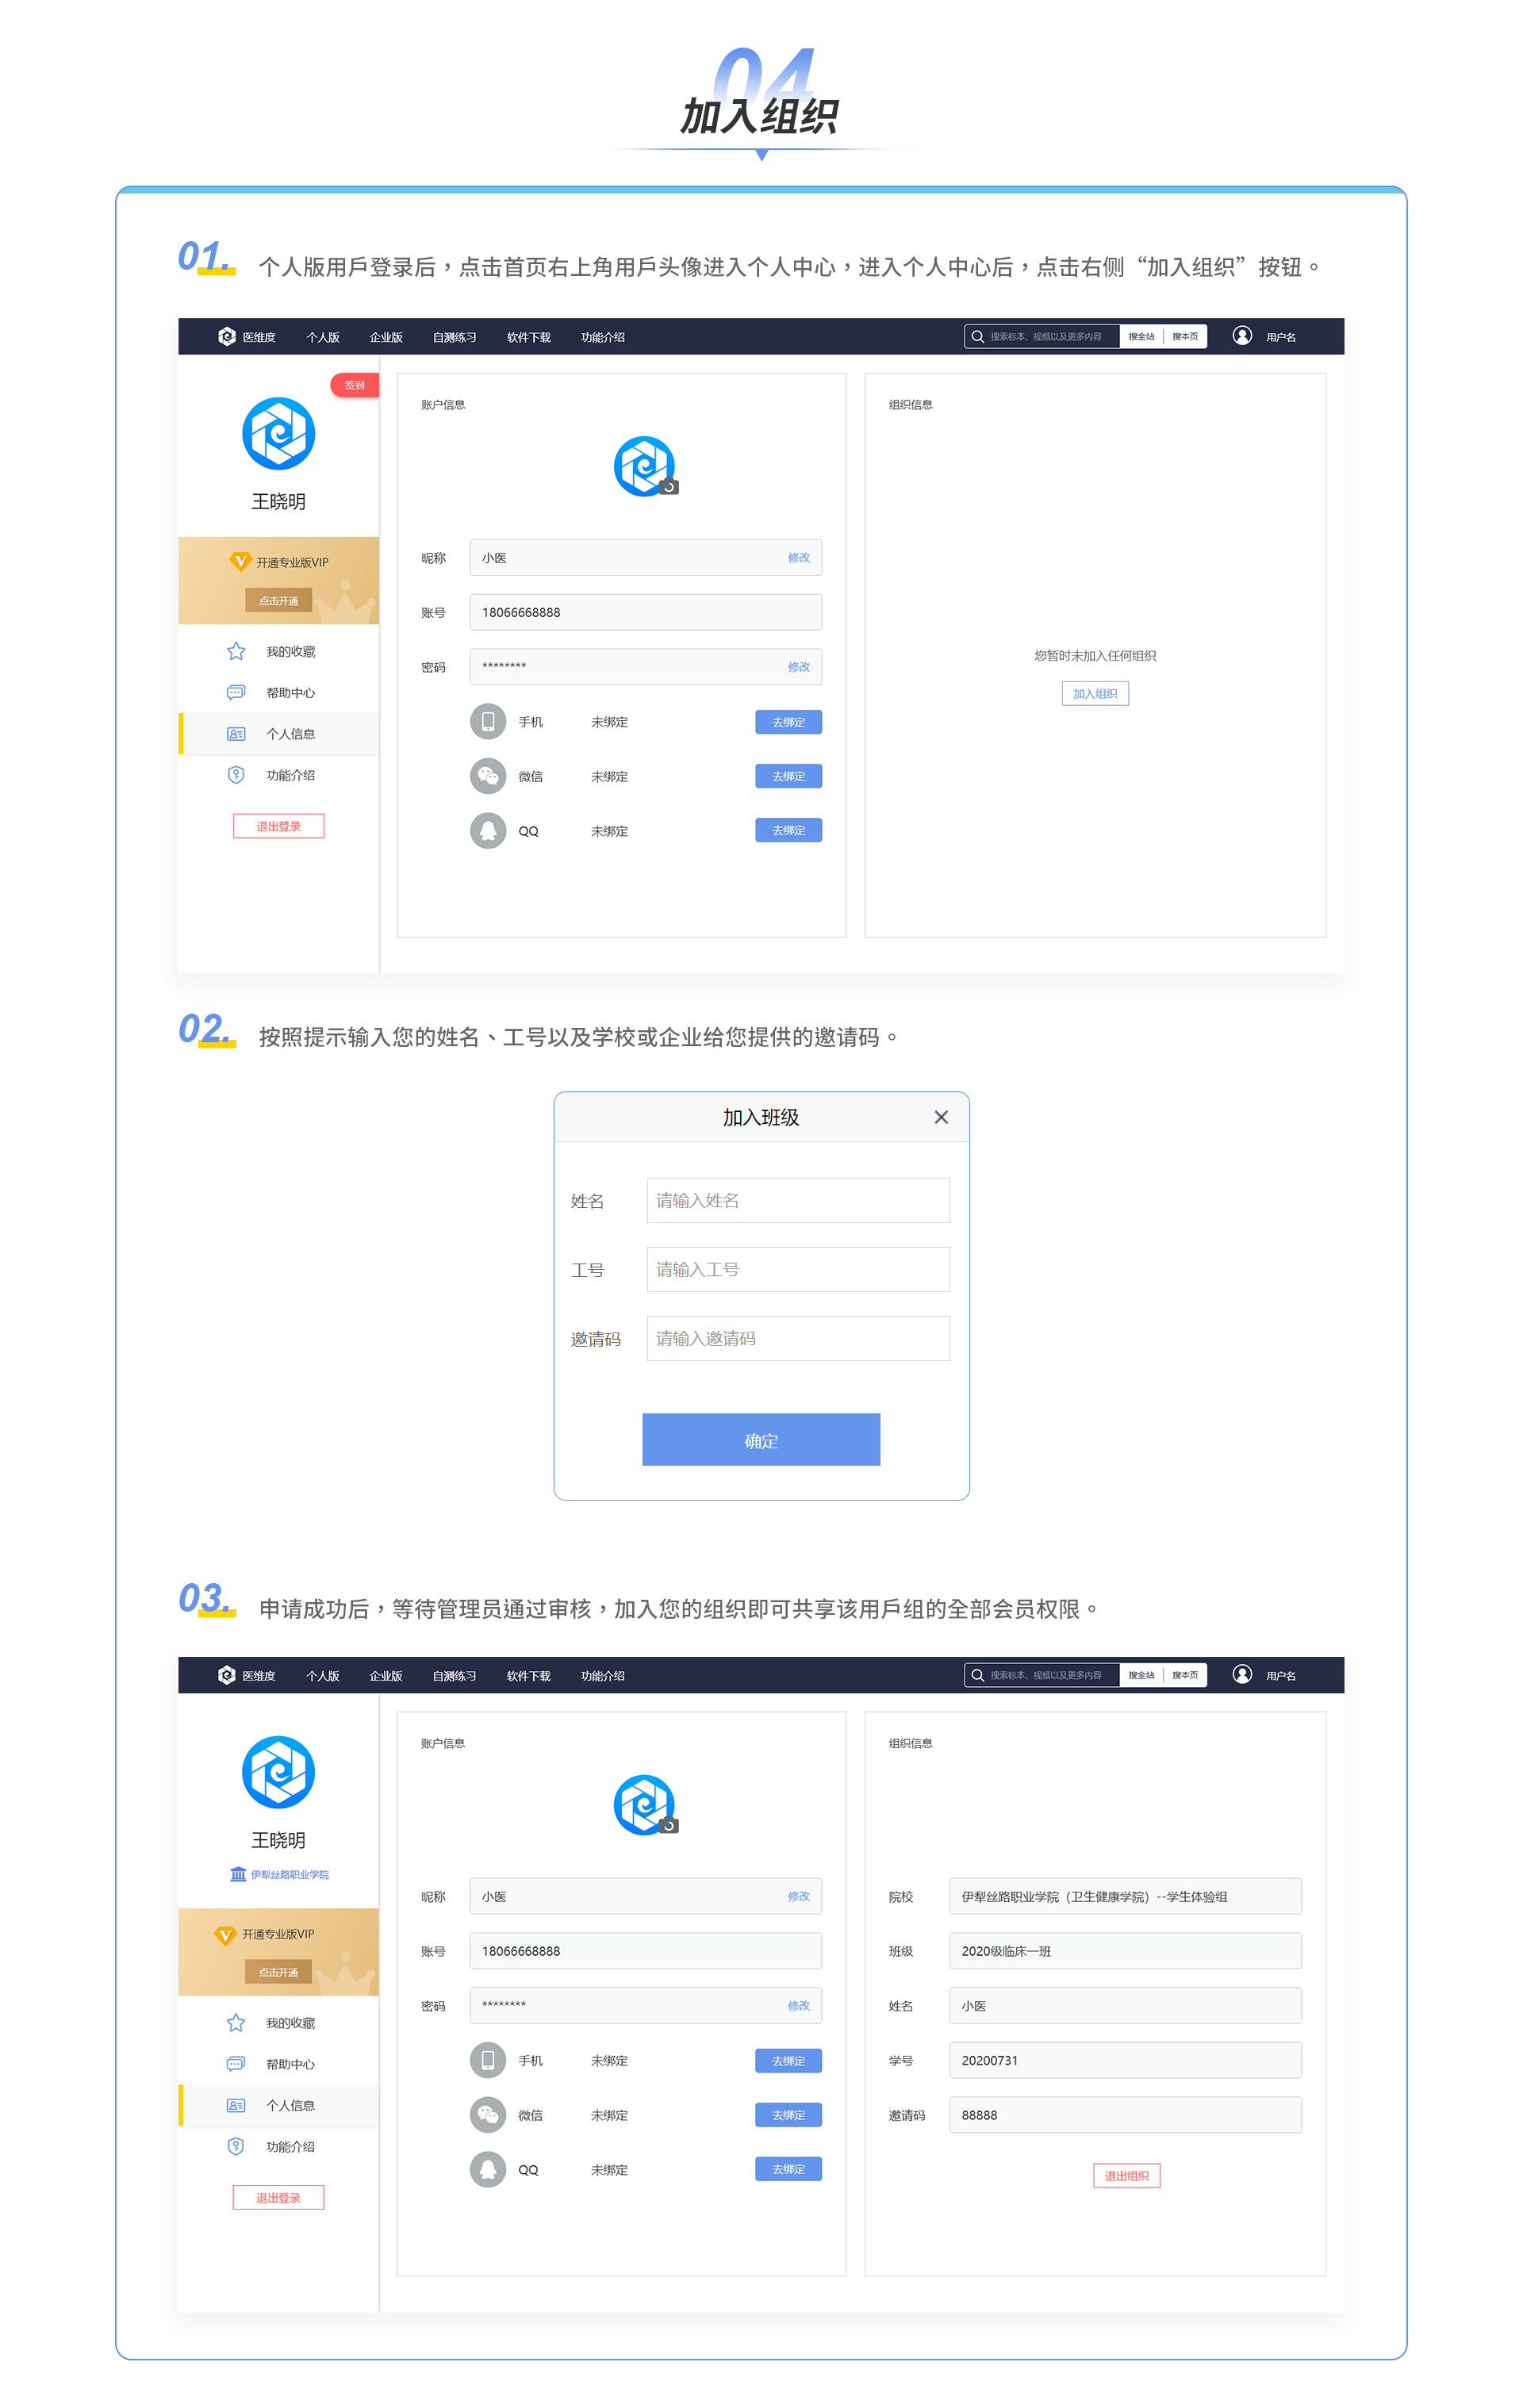 04
加入组织
01. 个人版用戶登录后，点击首页右上角用戶头像进入个人中心，进入个人中心后，点击右侧“加入组织”按钮。
医维度 个人版 企业版 自测练习 软件下载 功能介绍 搜索标本、视频以及更多内容 搜全站 搜本页 用户名
签到
王晓明
开通专业版VIP
点击开通
我的收藏
帮助中心
个人信息
功能介绍
退出登录
账户信息
昵称 小医 修改
账号 18066668888
密码 ******** 修改
手机 未绑定 去绑定
微信 未绑定 去绑定
QQ 未绑定 去绑定
组织信息
您暂时未加入任何组织
加入组织
02. 按照提示输入您的姓名、工号以及学校或企业给您提供的邀请码。
加入班级
姓名 请输入姓名
工号 请输入工号
邀请码 请输入邀请码
确定
03. 申请成功后，等待管理员通过审核，加入您的组织即可共享该用戶组的全部会员权限。
医维度 个人版 企业版 自测练习 软件下载 功能介绍 搜索标本、视频以及更多内容 搜全站 搜本页 用户名
王晓明
伊犁丝路职业学院
开通专业版VIP
点击开通
我的收藏
帮助中心
个人信息
功能介绍
退出登录
账户信息
昵称 小医 修改
账号 18066668888
密码 ******** 修改
手机 未绑定 去绑定
微信 未绑定 去绑定
QQ 未绑定 去绑定
组织信息
院校 伊犁丝路职业学院（卫生健康学院）--学生体验组
班级 2020级临床一班
姓名 小医
学号 20200731
邀请码 88888
退出组织